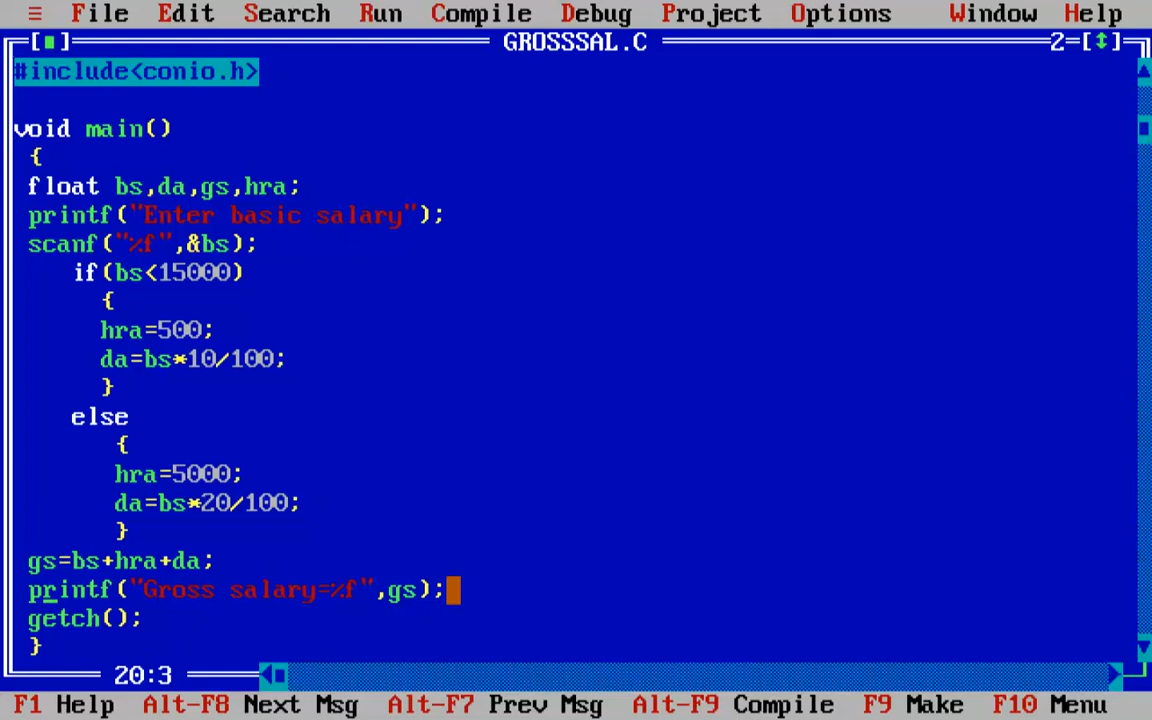 ≡ File Edit Search Run Compile Debug Project Options Window Help
[■] GROSSSAL.C 2=[↕]
#include<conio.h>
void main()
{
float bs,da,gs,hra;
printf("Enter basic salary");
scanf("%f",&bs);
if(bs<15000)
{
hra=500;
da=bs*10/100;
}
else
{
hra=5000;
da=bs*20/100;
}
gs=bs+hra+da;
printf("Gross salary=%f",gs);
getch();
}
20:3
F1 Help Alt-F8 Next Msg Alt-F7 Prev Msg Alt-F9 Compile F9 Make F10 Menu